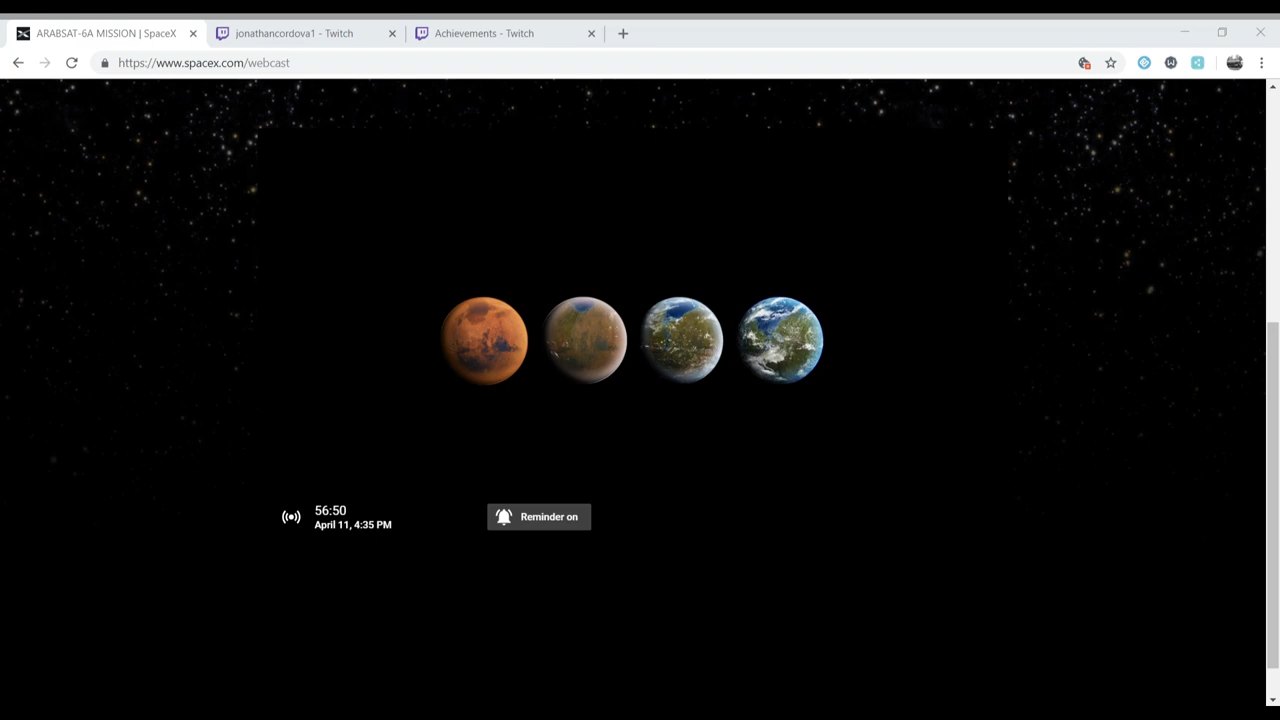 ARABSAT-6A MISSION | SpaceX
jonathancordova1 - Twitch
Achievements - Twitch
https://www.spacex.com/webcast
56:50
April 11, 4:35 PM
Reminder on